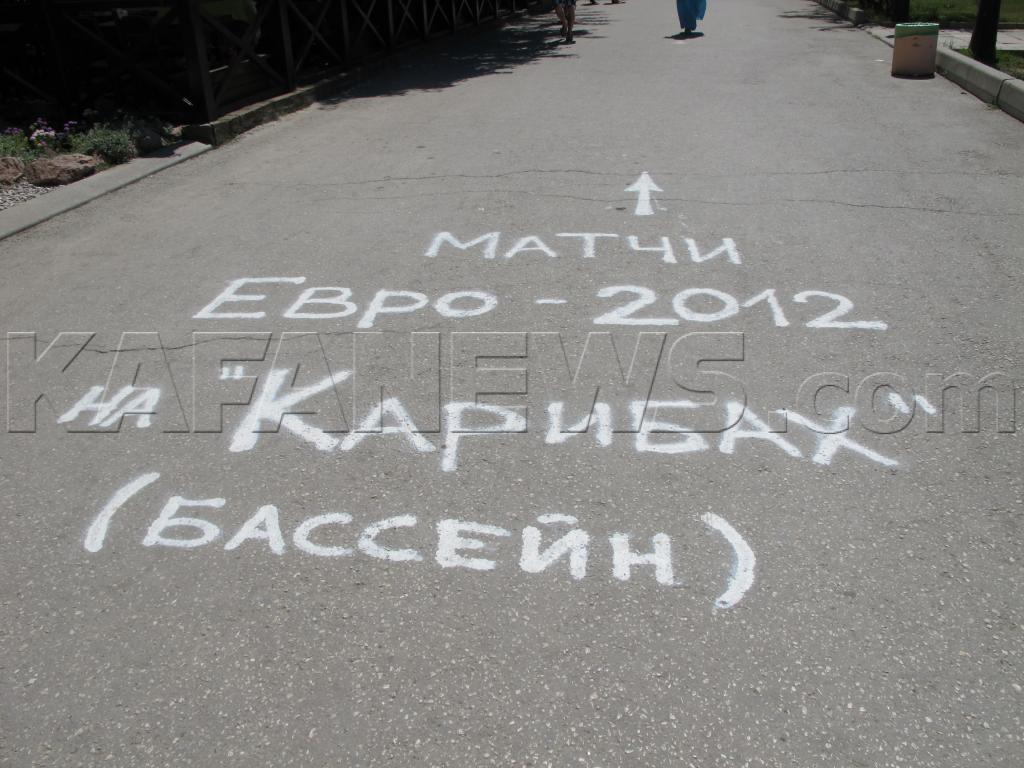 ↑
МАТЧИ
ЕВРО - 2012
KAFANEWS.com
НА "КАРИБАХ"
(БАССЕЙН)